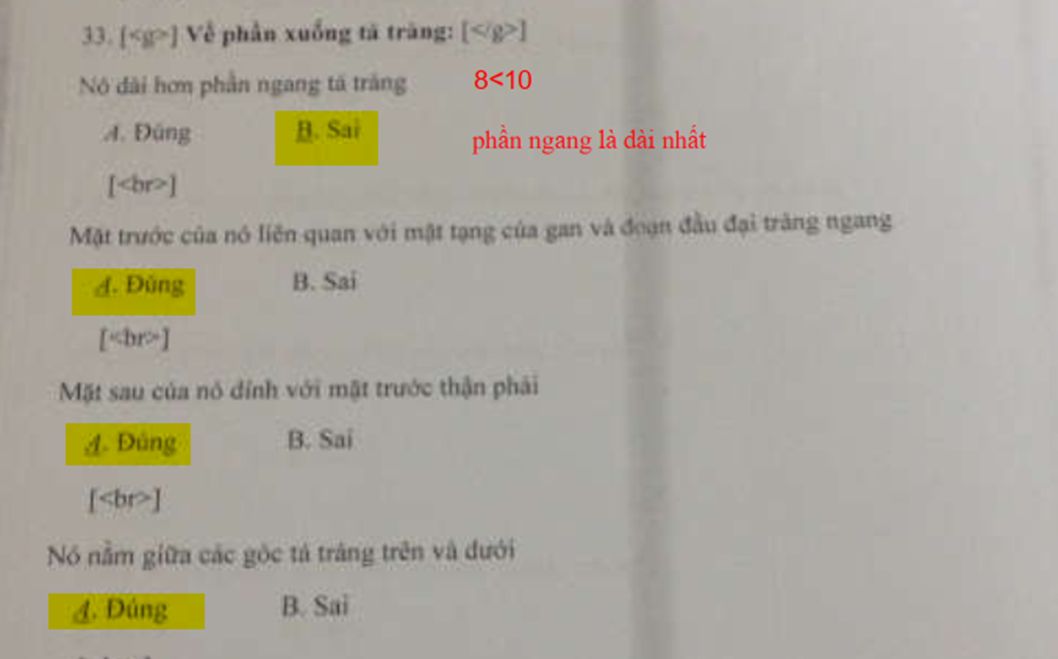 33. [<g>] Về phần xuống tá tràng: [</g>]
Nó dài hơn phần ngang tá tràng 8<10
A. Đúng B. Sai phần ngang là dài nhất
[<br>]
Mặt trước của nó liên quan với mặt tạng của gan và đoạn đầu đại tràng ngang
A. Đúng B. Sai
[<br>]
Mặt sau của nó dính với mặt trước thận phải
A. Đúng B. Sai
[<br>]
Nó nằm giữa các góc tá tràng trên và dưới
A. Đúng B. Sai